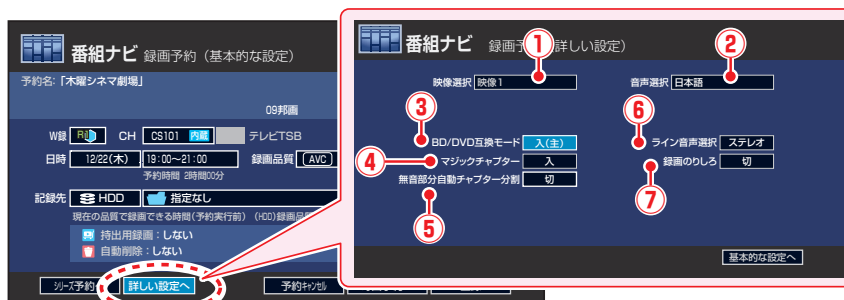 番組ナビ 録画予約（基本的な設定）
予約名:「木曜シネマ劇場」
09邦画
W録 R1 CH CS101 内蔵 テレビTSB
日時 12/22(木) 19:00～21:00 録画品質 AVC
予約時間 2時間00分
記録先 HDD 指定なし
現在の品質で録画できる時間(予約実行前) (HDD)録画品
持出用録画：しない
自動削除：しない
シリーズ予約 詳しい設定へ 予約キャンセル
番組ナビ 録画予 詳しい設定）
① ②
映像選択 映像1 音声選択 日本語
③ ⑥
BD/DVD互換モード 入(主) ライン音声選択 ステレオ
④ マジックチャプター 入 録画のりしろ 切
無音部分自動チャプター分割 切
⑤ ⑦
基本的な設定へ